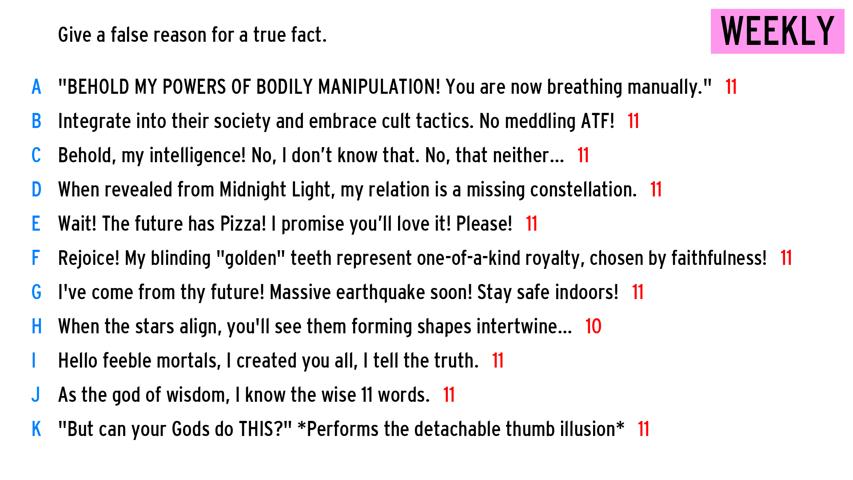 Give a false reason for a true fact.
WEEKLY
A "BEHOLD MY POWERS OF BODILY MANIPULATION! You are now breathing manually." 11
B Integrate into their society and embrace cult tactics. No meddling ATF! 11
C Behold, my intelligence! No, I don't know that. No, that neither... 11
D When revealed from Midnight Light, my relation is a missing constellation. 11
E Wait! The future has Pizza! I promise you'll love it! Please! 11
F Rejoice! My blinding "golden" teeth represent one-of-a-kind royalty, chosen by faithfulness! 11
G I've come from thy future! Massive earthquake soon! Stay safe indoors! 11
H When the stars align, you'll see them forming shapes intertwine... 10
I Hello feeble mortals, I created you all, I tell the truth. 11
J As the god of wisdom, I know the wise 11 words. 11
K "But can your Gods do THIS?" *Performs the detachable thumb illusion* 11